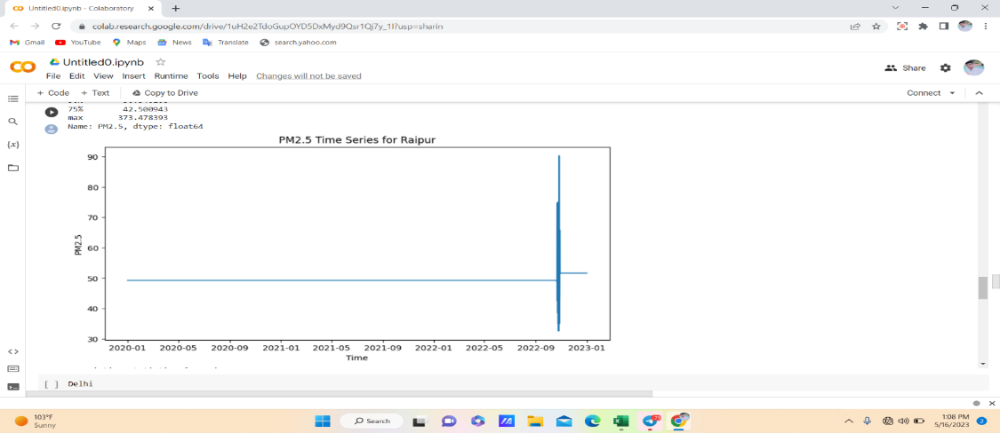 Untitled0.ipynb - Colaboratory
colab.research.google.com/drive/1uH2e2TdoGupOYD5DxMyd9Qsr1Qj7y_1l?usp=sharin
Gmail YouTube Maps News Translate search.yahoo.com
Untitled0.ipynb
File Edit View Insert Runtime Tools Help Changes will not be saved
Share
+ Code + Text Copy to Drive
Connect
75% 42.500943
max 373.478393
Name: PM2.5, dtype: float64
PM2.5 Time Series for Raipur
90
80
70
60
50
40
30
PM2.5
2020-01 2020-05 2020-09 2021-01 2021-05 2021-09 2022-01 2022-05 2022-09 2023-01
Time
[ ] Delhi
103°F
Sunny
Search
1:08 PM
5/16/2023
2